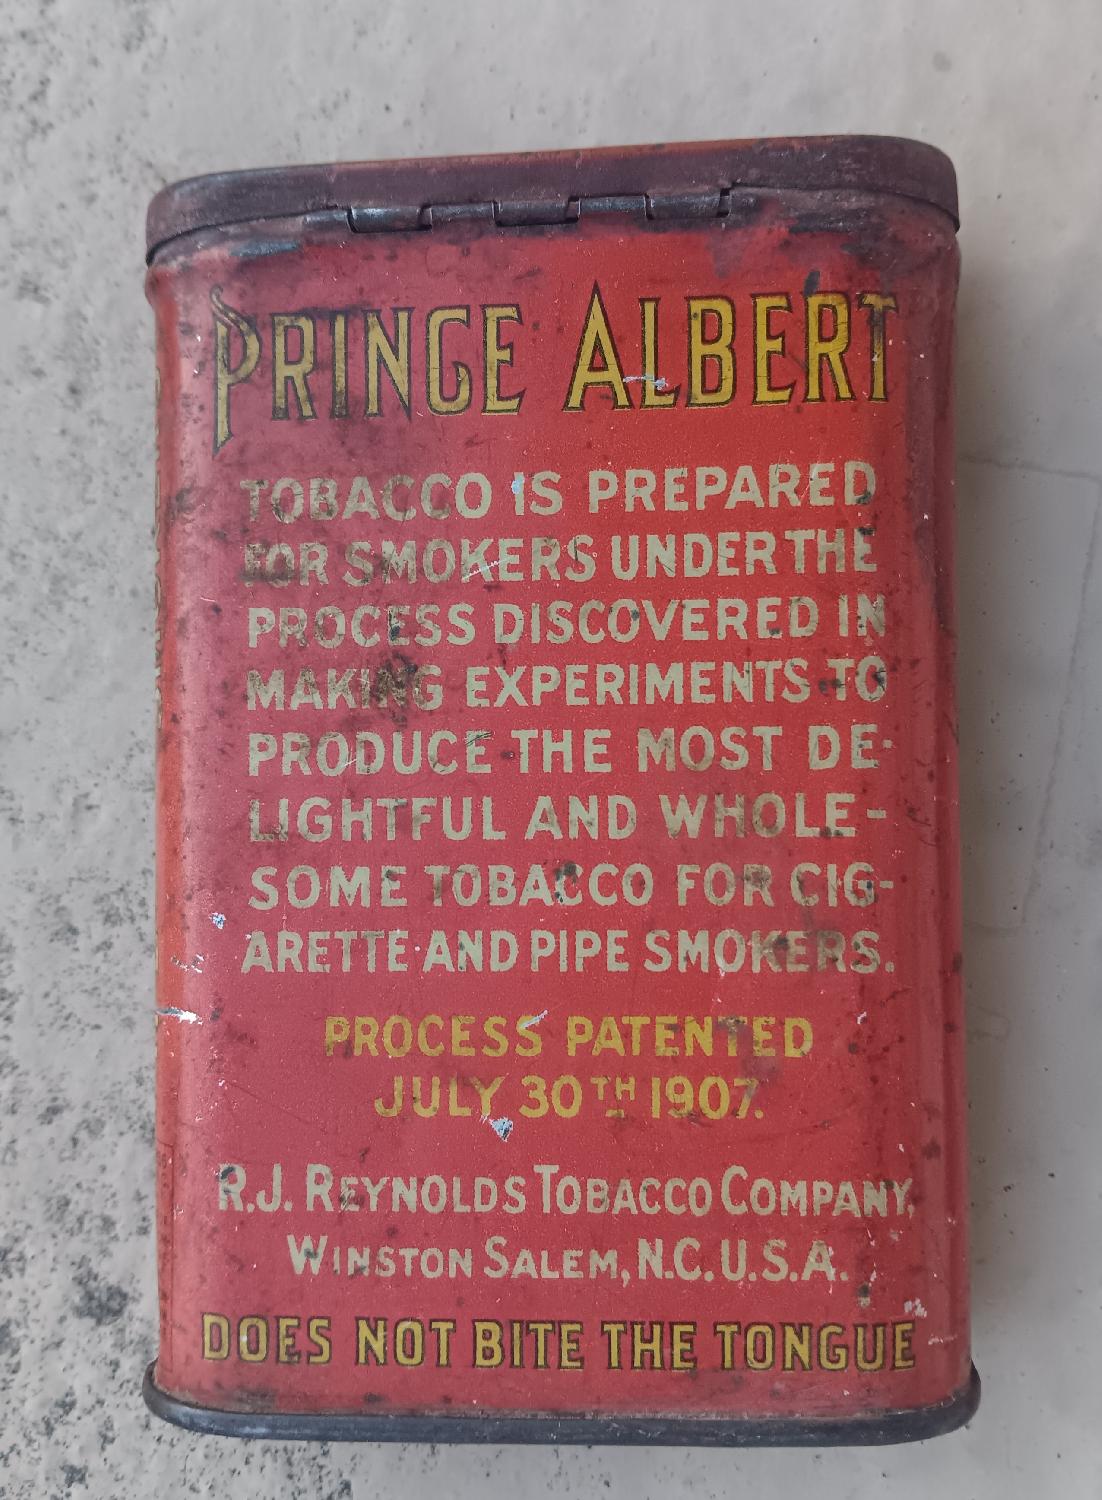 PRINCE ALBERT
TOBACCO IS PREPARED
FOR SMOKERS UNDER THE
PROCESS DISCOVERED IN
MAKING EXPERIMENTS TO
PRODUCE THE MOST DE-
LIGHTFUL AND WHOLE-
SOME TOBACCO FOR CIG-
ARETTE AND PIPE SMOKERS.
PROCESS PATENTED
JULY 30TH 1907.
R.J. REYNOLDS TOBACCO COMPANY,
WINSTON SALEM, N.C. U.S.A.
DOES NOT BITE THE TONGUE